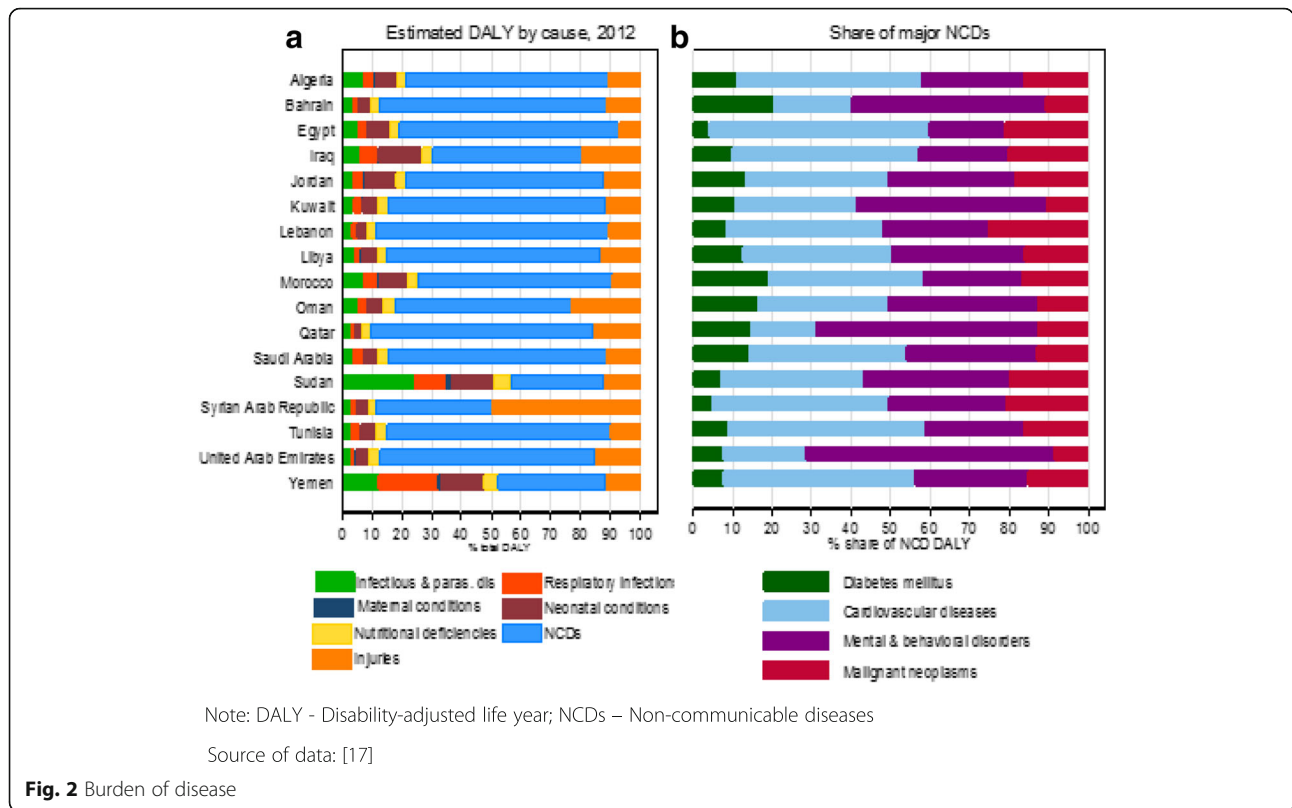 a Estimated DALY by cause, 2012
b Share of major NCDs
Algeria
Bahrain
Egypt
Iraq
Jordan
Kuwait
Lebanon
Libya
Morocco
Oman
Qatar
Saudi Arabia
Sudan
Syrian Arab Republic
Tunisia
United Arab Emirates
Yemen
0 10 20 30 40 50 60 70 80 90 100
% total DALY
0 10 20 30 40 50 60 70 80 90 100
% share of NCD DALY
Infectious & paras. dis
Respiratory infection
Maternal conditions
Neonatal conditions
Nutritional deficiencies
NCDs
Injuries
Diabetes mellitus
Cardiovascular diseases
Mental & behavioral disorders
Malignant neoplasms
Note: DALY - Disability-adjusted life year; NCDs – Non-communicable diseases
Source of data: [17]
Fig. 2 Burden of disease